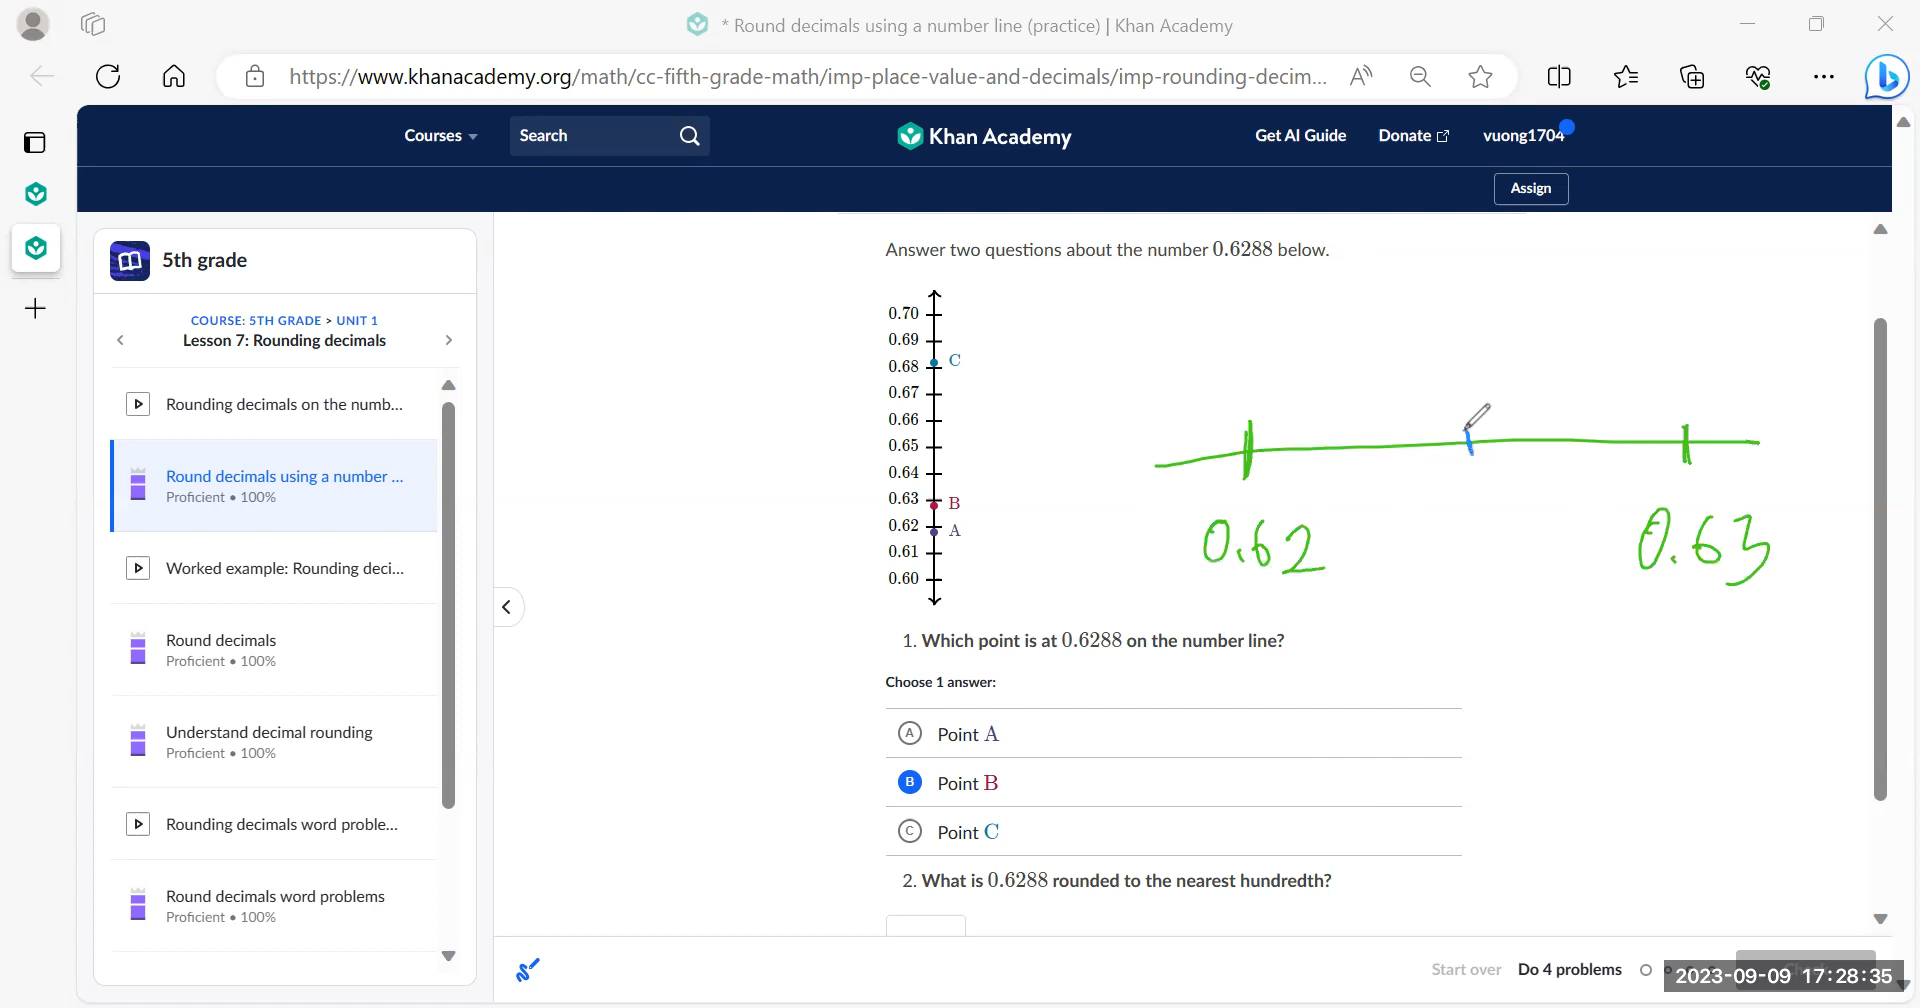 * Round decimals using a number line (practice) | Khan Academy
https://www.khanacademy.org/math/cc-fifth-grade-math/imp-place-value-and-decimals/imp-rounding-decim...
Courses
Search
Khan Academy
Get AI Guide
Donate
vuong1704
Assign
5th grade
COURSE: 5TH GRADE > UNIT 1
Lesson 7: Rounding decimals
Rounding decimals on the numb...
Round decimals using a number ...
Proficient • 100%
Worked example: Rounding deci...
Round decimals
Proficient • 100%
Understand decimal rounding
Proficient • 100%
Rounding decimals word proble...
Round decimals word problems
Proficient • 100%
Answer two questions about the number 0.6288 below.
0.70
0.69
C
0.68
0.67
0.66
0.65
0.64
0.63 B
0.62 A
0.61
0.60
0.62 0.63
1. Which point is at 0.6288 on the number line?
Choose 1 answer:
A Point A
B Point B
C Point C
2. What is 0.6288 rounded to the nearest hundredth?
Start over
Do 4 problems
2023-09-09 17:28:35